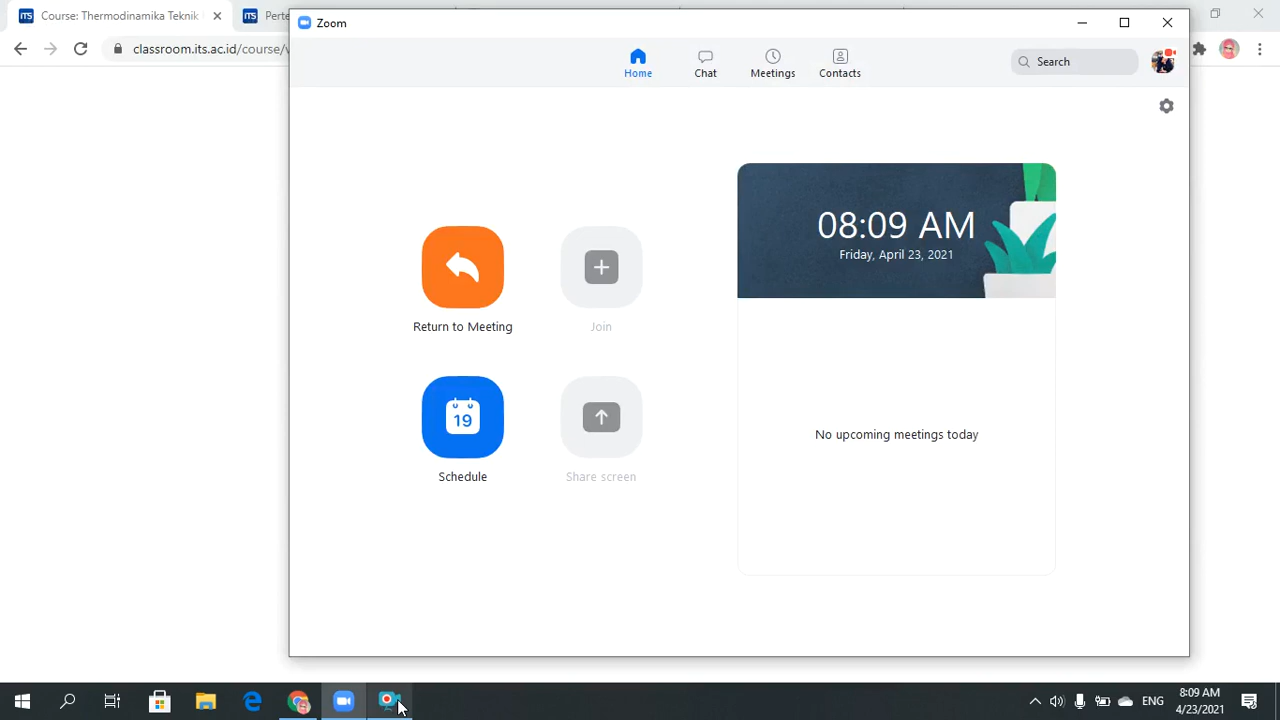 ITS Course: Thermodinamika Teknik
ITS Perte
classroom.its.ac.id/course/v
Zoom
Home
Chat
Meetings
Contacts
Search
Return to Meeting
Join
19
Schedule
Share screen
08:09 AM
Friday, April 23, 2021
No upcoming meetings today
ENG
8:09 AM
4/23/2021